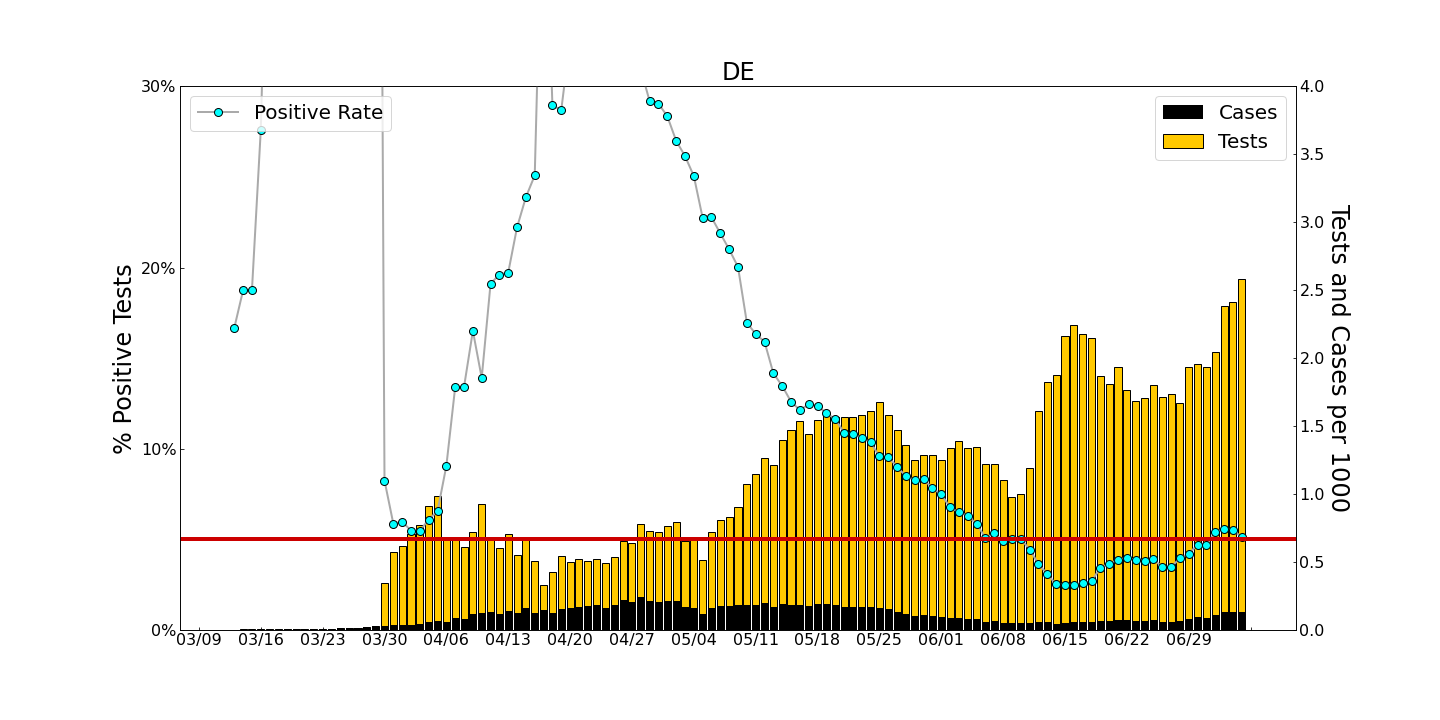 DE
30%
20%
10%
0%
% Positive Tests
Positive Rate
Cases
Tests
4.0
3.5
3.0
2.5
2.0
1.5
1.0
0.5
0.0
Tests and Cases per 1000
03/09 03/16 03/23 03/30 04/06 04/13 04/20 04/27 05/04 05/11 05/18 05/25 06/01 06/08 06/15 06/22 06/29